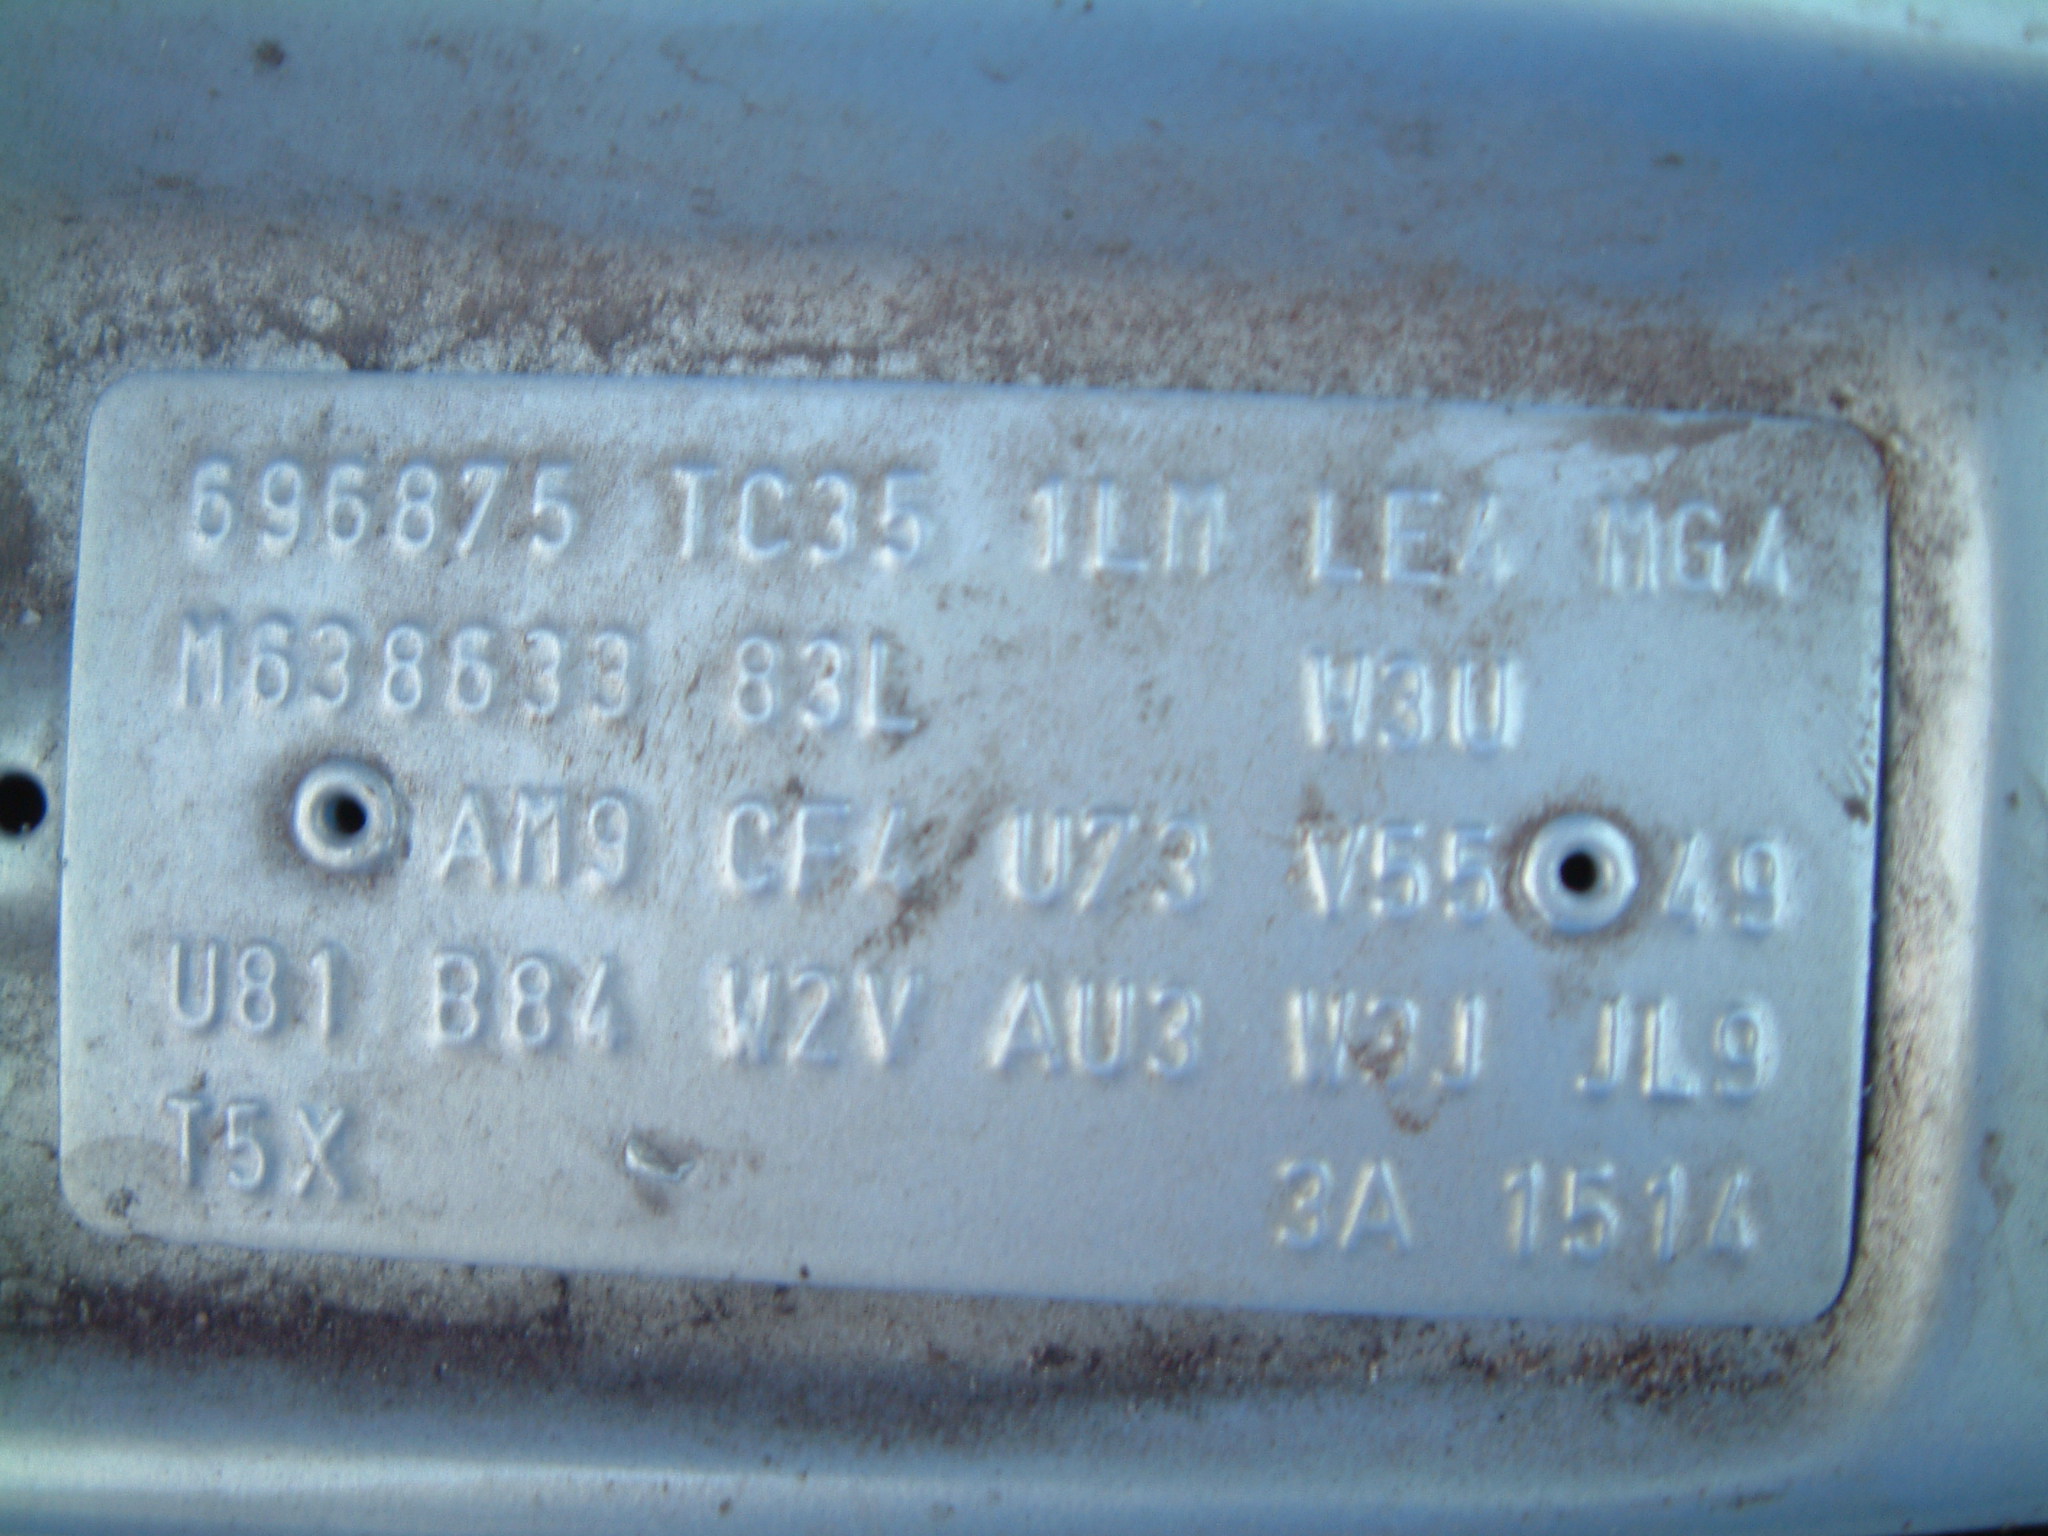 696875 TC35 1LM LE4 MGA
M638633 83L W3U
AM9 CF4 U73 V55 49
U81 B84 W2V AU3 W3J JL9
T5X 3A 1514